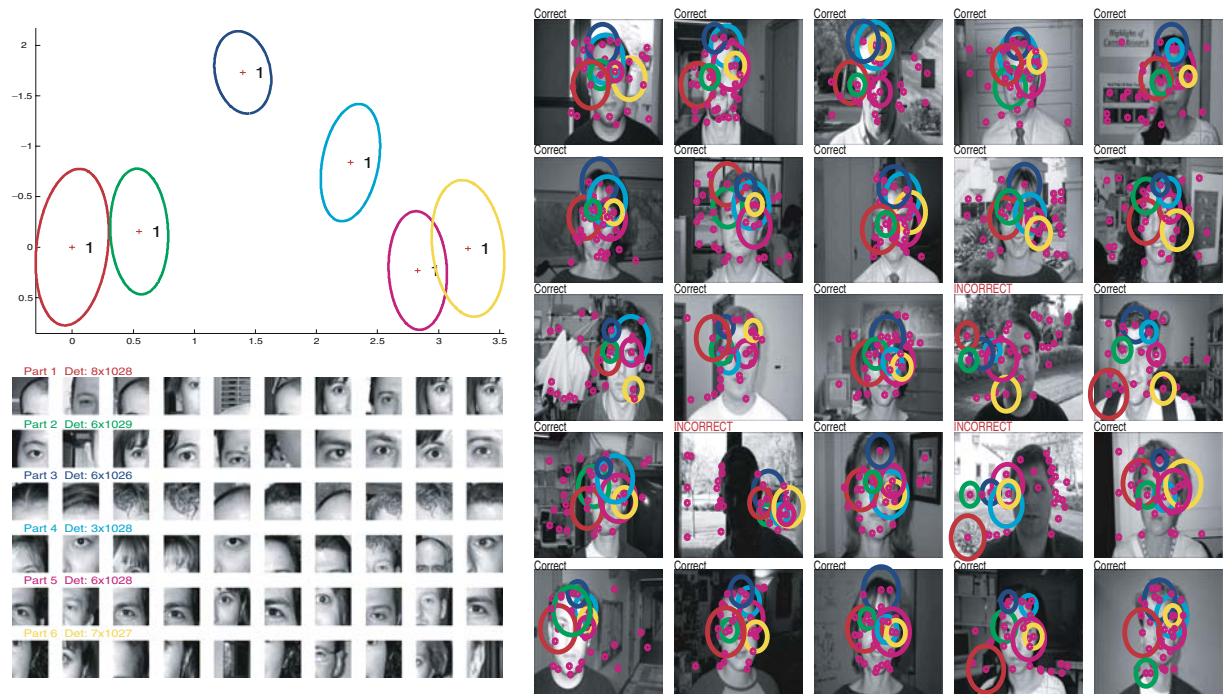 2
−1.5
−1
−0.5
0
0.5
1
1
1
1
1
1
0
0.5
1
1.5
2
2.5
3
3.5
Part 1 Det: 8x1028
Part 2 Det: 6x1029
Part 3 Det: 6x1026
Part 4 Det: 3x1028
Part 5 Det: 6x1028
Part 6 Det: 7x1027
Correct Correct Correct Correct Correct
Highlights of
Correct Correct Correct Correct Correct
Correct Correct Correct INCORRECT Correct
Correct INCORRECT Correct Correct Correct
Correct Correct Correct Correct Correct